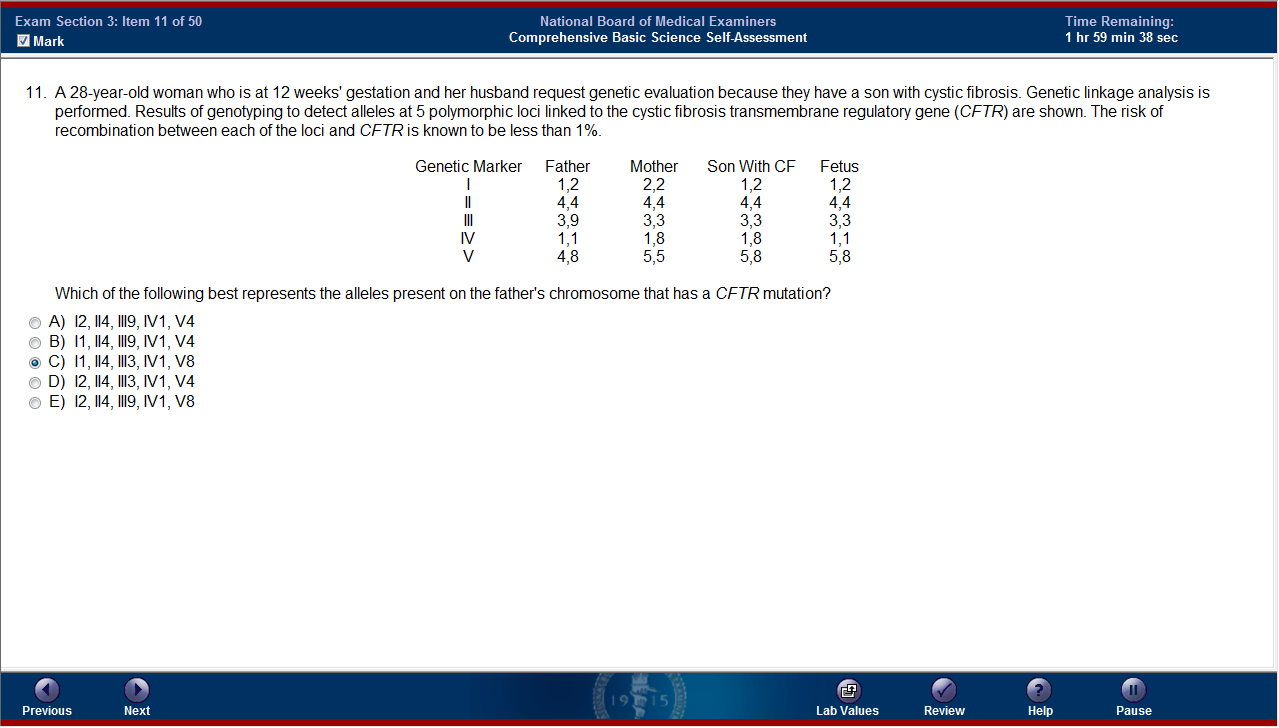 Exam Section 3: Item 11 of 50 National Board of Medical Examiners Time Remaining:
Mark Comprehensive Basic Science Self-Assessment 1 hr 59 min 38 sec
11. A 28-year-old woman who is at 12 weeks' gestation and her husband request genetic evaluation because they have a son with cystic fibrosis. Genetic linkage analysis is
performed. Results of genotyping to detect alleles at 5 polymorphic loci linked to the cystic fibrosis transmembrane regulatory gene (CFTR) are shown. The risk of
recombination between each of the loci and CFTR is known to be less than 1%.
Genetic Marker Father Mother Son With CF Fetus
I 1,2 2,2 1,2 1,2
II 4,4 4,4 4,4 4,4
III 3,9 3,3 3,3 3,3
IV 1,1 1,8 1,8 1,1
V 4,8 5,5 5,8 5,8
Which of the following best represents the alleles present on the father's chromosome that has a CFTR mutation?
A) I2, II4, III9, IV1, V4
B) I1, II4, III9, IV1, V4
C) I1, II4, III3, IV1, V8
D) I2, II4, III3, IV1, V4
E) I2, II4, III9, IV1, V8
1915
Previous Next Lab Values Review Help Pause